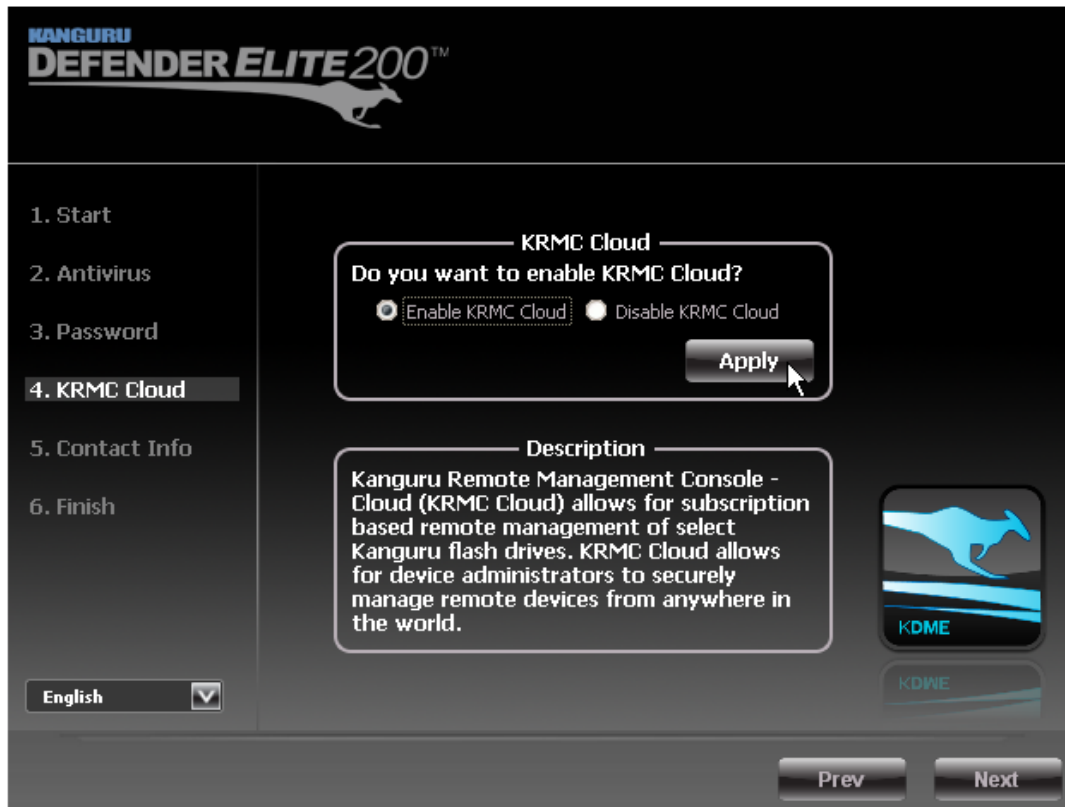 KANGURU
DEFENDER ELITE200™
1. Start
2. Antivirus
3. Password
4. KRMC Cloud
5. Contact Info
6. Finish
English
KRMC Cloud
Do you want to enable KRMC Cloud?
Enable KRMC Cloud Disable KRMC Cloud
Apply
Description
Kanguru Remote Management Console -
Cloud (KRMC Cloud) allows for subscription
based remote management of select
Kanguru flash drives. KRMC Cloud allows
for device administrators to securely
manage remote devices from anywhere in
the world.
KDME
KDME
Prev Next